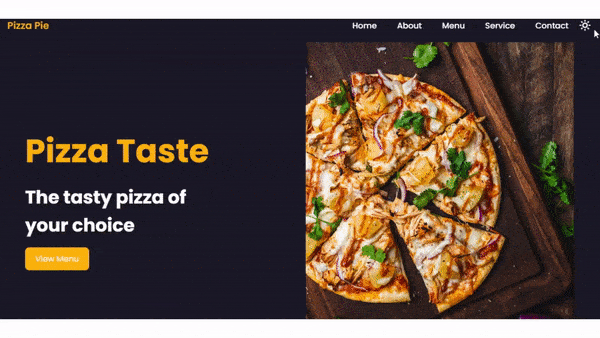 Pizza Pie
Home About Menu Service Contact
Pizza Taste
The tasty pizza of
your choice
View Menu